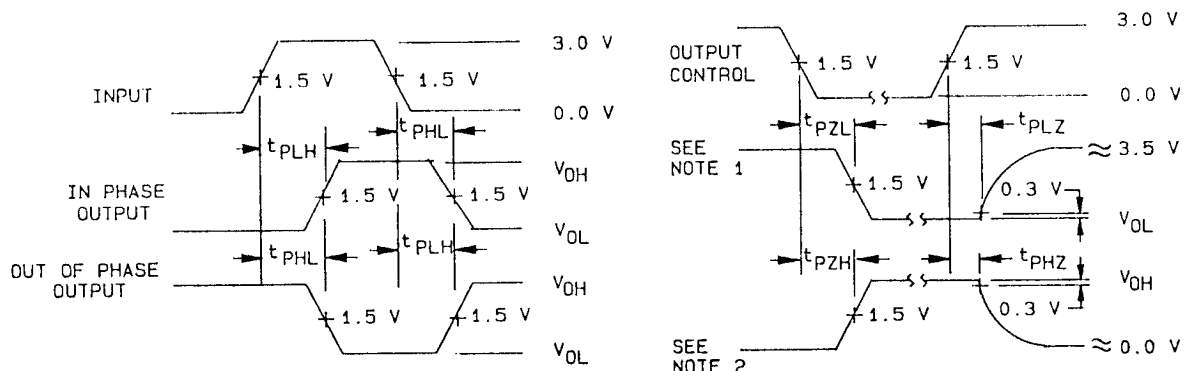 3.0 V
1.5 V
1.5 V
INPUT
0.0 V
tPLH
tPHL
VOH
IN PHASE
OUTPUT
1.5 V
1.5 V
VOL
tPHL
tPLH
OUT OF PHASE
OUTPUT
VOH
1.5 V
1.5 V
VOL
3.0 V
OUTPUT
CONTROL
1.5 V
1.5 V
0.0 V
tPZL
tPLZ
SEE
NOTE 1
≈ 3.5 V
1.5 V
0.3 V
VOL
tPZH
tPHZ
VOH
1.5 V
0.3 V
SEE
NOTE 2
≈ 0.0 V